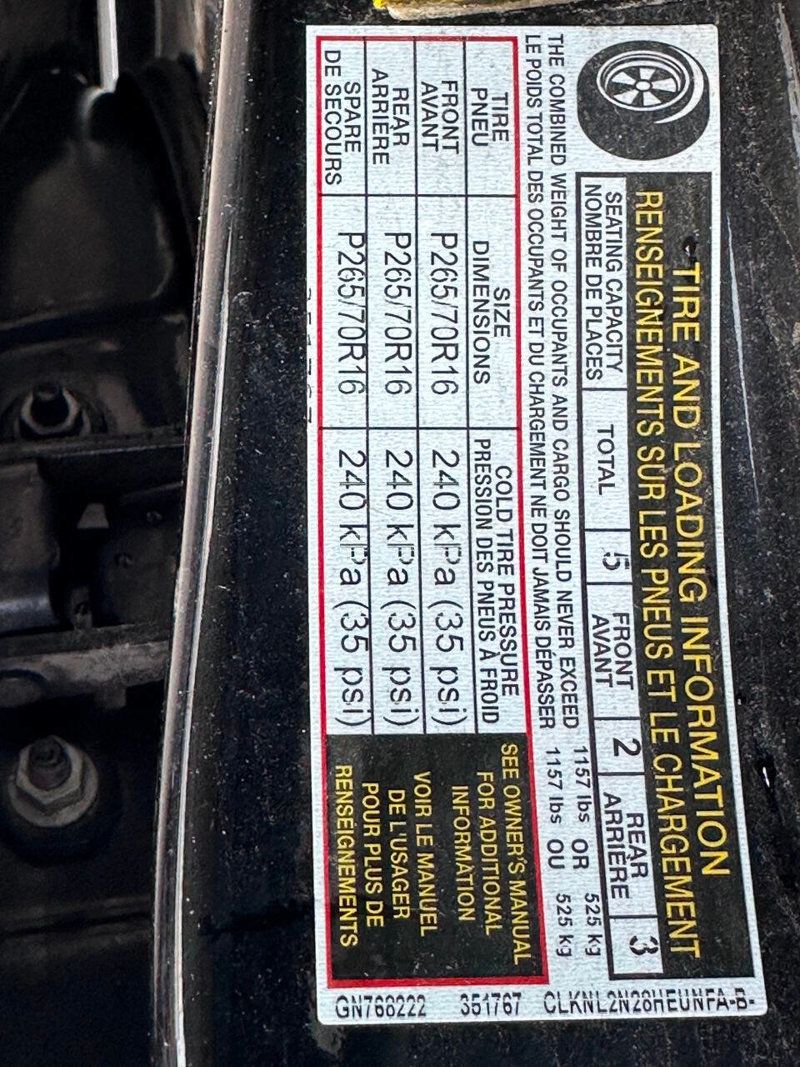 TIRE AND LOADING INFORMATION
RENSEIGNEMENTS SUR LES PNEUS ET LE CHARGEMENT
SEATING CAPACITY
NOMBRE DE PLACES
TOTAL 5
FRONT
AVANT 2
REAR
ARRIÈRE 3
THE COMBINED WEIGHT OF OCCUPANTS AND CARGO SHOULD NEVER EXCEED 1157 lbs OR 525 kg
LE POIDS TOTAL DES OCCUPANTS ET DU CHARGEMENT NE DOIT JAMAIS DÉPASSER 1157 lbs OU 525 kg
TIRE
PNEU
SIZE
DIMENSIONS
COLD TIRE PRESSURE
PRESSION DES PNEUS À FROID
FRONT
AVANT
P265/70R16 240 kPa (35 psi)
REAR
ARRIÈRE
P265/70R16 240 kPa (35 psi)
SPARE
DE SECOURS
P265/70R16 240 kPa (35 psi)
SEE OWNER'S MANUAL
FOR ADDITIONAL
INFORMATION
VOIR LE MANUEL
DE L'USAGER
POUR PLUS DE
RENSEIGNEMENTS
GN768222 351767